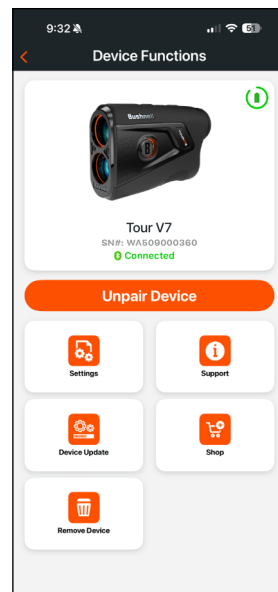 9:32
51
Device Functions
Bushnell
B
Tour V7
SN#: WA509000360
Connected
Unpair Device
Settings
Support
Device Update
Shop
Remove Device